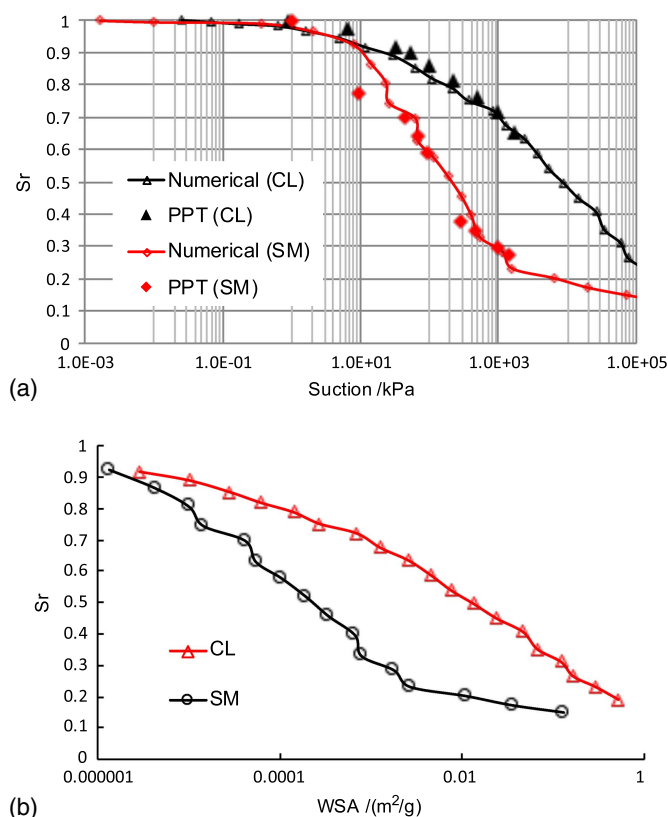 1
0.9
0.8
0.7
0.6
0.5
0.4
0.3
0.2
0.1
0
Sr
Numerical (CL)
PPT (CL)
Numerical (SM)
PPT (SM)
1.0E-03 1.0E-01 1.0E+01 1.0E+03 1.0E+05
Suction /kPa
(a)
1
0.9
0.8
0.7
0.6
0.5
0.4
0.3
0.2
0.1
0
Sr
CL
SM
0.000001 0.0001 0.01 1
WSA /(m²/g)
(b)